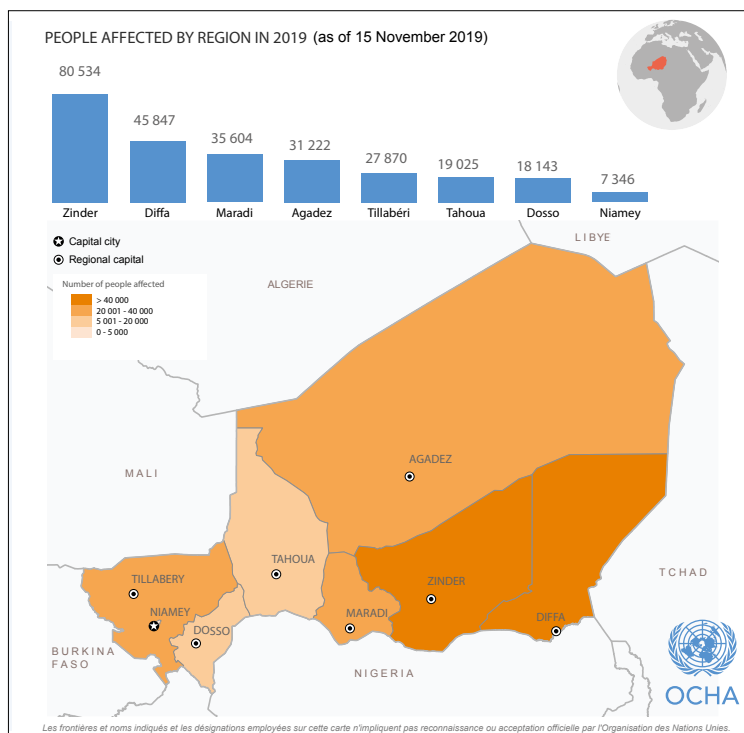 PEOPLE AFFECTED BY REGION IN 2019 (as of 15 November 2019)
80 534
45 847
35 604
31 222
27 870
19 025
18 143
7 346
Zinder
Diffa
Maradi
Agadez
Tillabéri
Tahoua
Dosso
Niamey
Capital city
Regional capital
Number of people affected
> 40 000
20 001 - 40 000
5 001 - 20 000
0 - 5 000
LIBYE
ALGERIE
MALI
AGADEZ
TCHAD
TAHOUA
TILLABERY
ZINDER
NIAMEY
MARADI
DIFFA
DOSSO
BURKINA
FASO
NIGERIA
OCHA
Les frontières et noms indiqués et les désignations employées sur cette carte n'impliquent pas reconnaissance ou acceptation officielle par l'Organisation des Nations Unies.